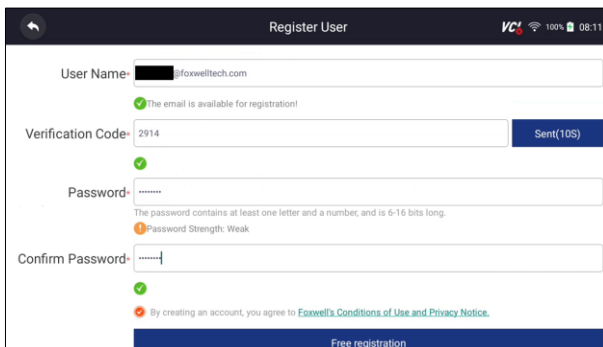 Register User
VCI 100% 08:11
User Name* @foxwelltech.com
The email is available for registration!
Verification Code* 2914 Sent(10S)
Password* ········
The password contains at least one letter and a number, and is 6-16 bits long.
Password Strength: Weak
Confirm Password* ········
By creating an account, you agree to Foxwell's Conditions of Use and Privacy Notice.
Free registration